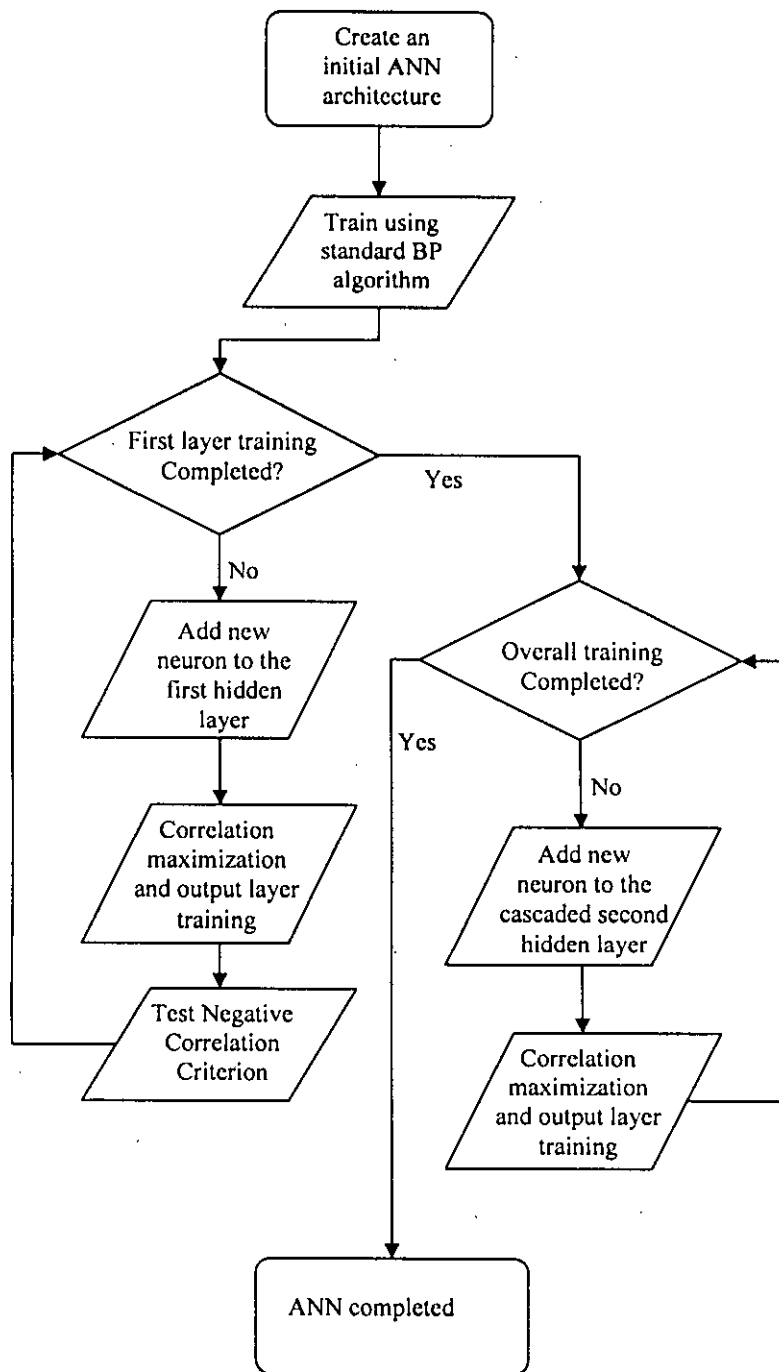 Create an
initial ANN
architecture
Train using
standard BP
algorithm
First layer training
Completed?
Yes
No
Add new
neuron to the
first hidden
layer
Overall training
Completed?
Yes
No
Correlation
maximization
and output layer
training
Add new
neuron to the
cascaded second
hidden layer
Test Negative
Correlation
Criterion
Correlation
maximization
and output layer
training
ANN completed